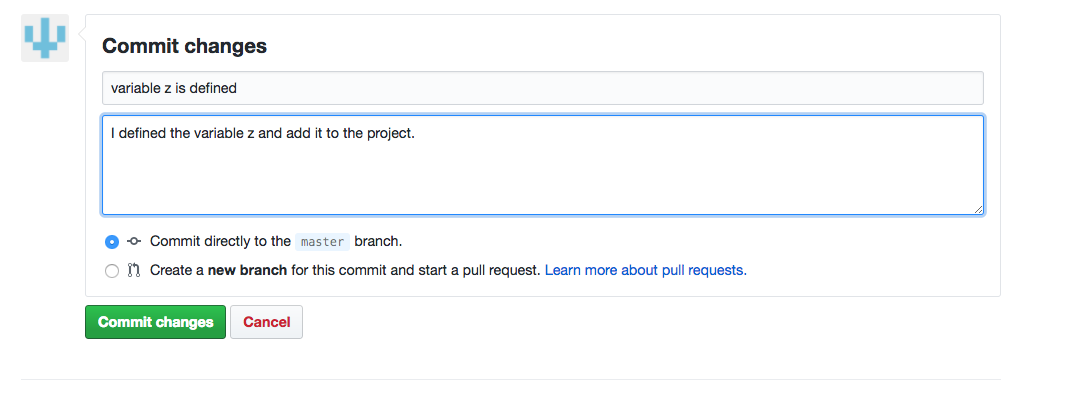 Commit changes
variable z is defined
I defined the variable z and add it to the project.
Commit directly to the master branch.
Create a new branch for this commit and start a pull request. Learn more about pull requests.
Commit changes Cancel